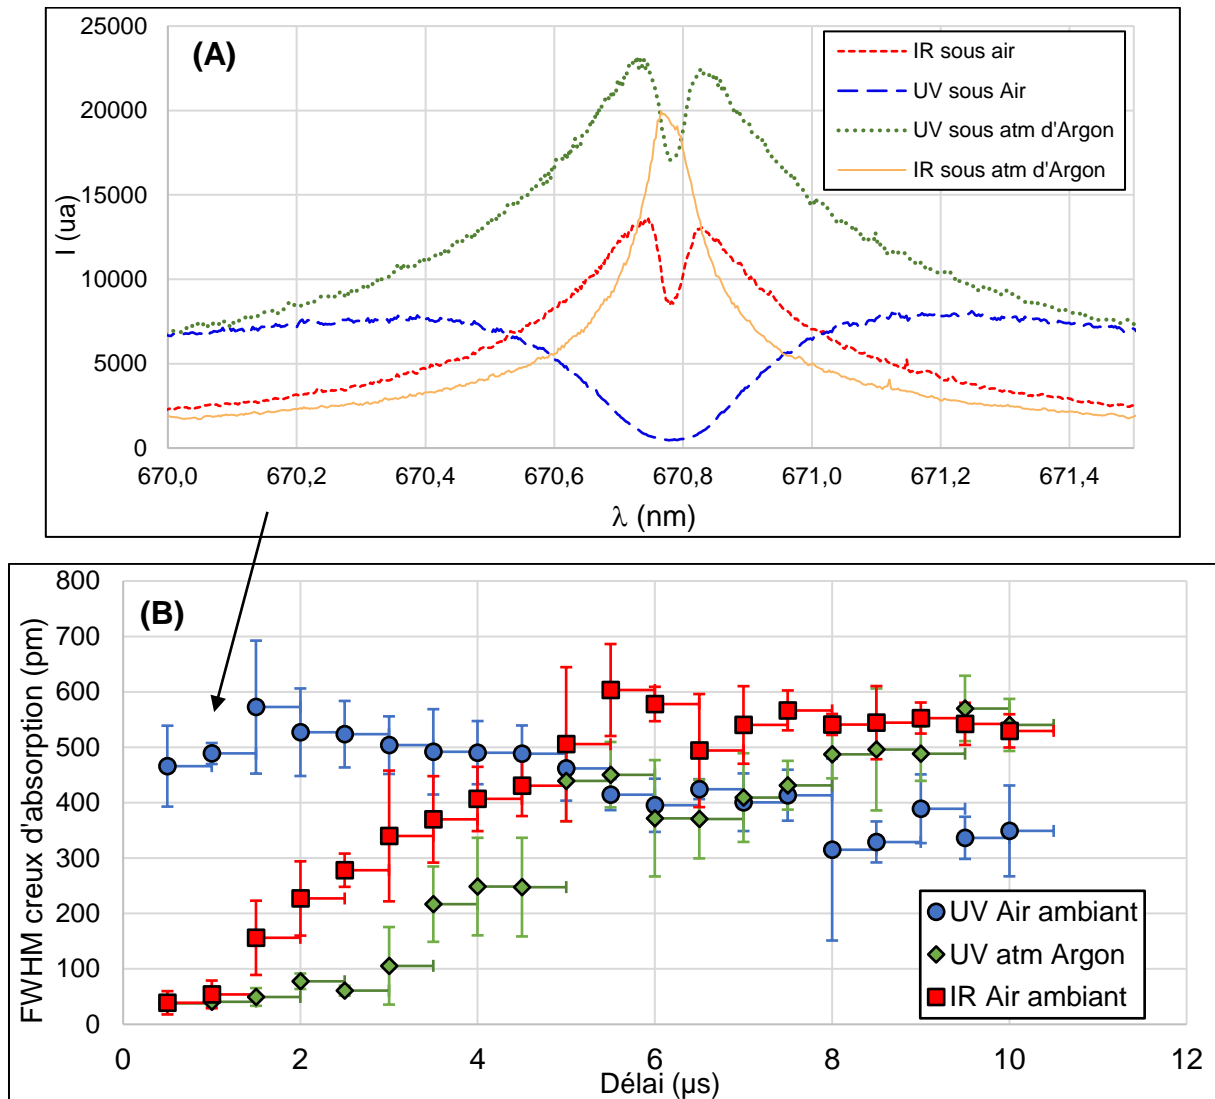 (A)
25000
20000
15000
10000
5000
0
I (ua)
IR sous air
UV sous Air
UV sous atm d'Argon
IR sous atm d'Argon
670,0 670,2 670,4 670,6 670,8 671,0 671,2 671,4
λ (nm)
(B)
800
700
600
500
400
300
200
100
0
FWHM creux d'absorption (pm)
UV Air ambiant
UV atm Argon
IR Air ambiant
0 2 4 6 8 10 12
Délai (µs)